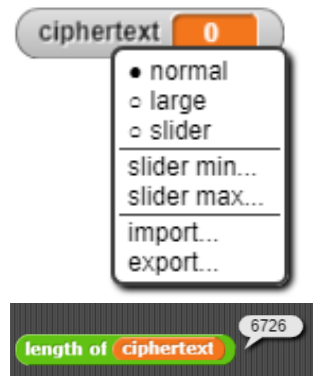 ciphertext 0
● normal
○ large
○ slider
slider min...
slider max...
import...
export...
6726
length of ciphertext